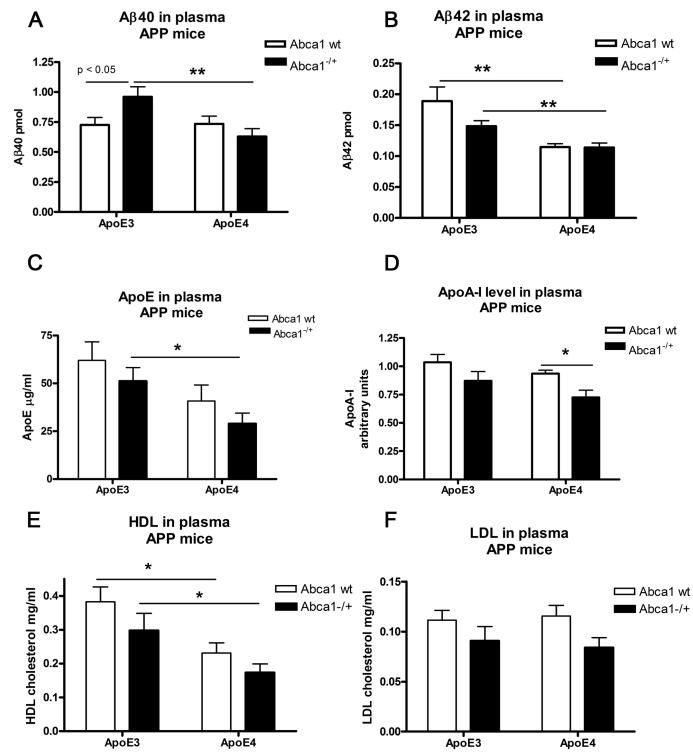 A
Aβ40 in plasma
APP mice
Abca1 wt
Abca1-/+
p < 0.05
**
1.25
1.00
0.75
0.50
0.25
0.00
Aβ40 pmol
ApoE3
ApoE4
B
Aβ42 in plasma
APP mice
Abca1 wt
Abca1-/+
**
**
0.25
0.20
0.15
0.10
0.05
0.00
Aβ42 pmol
ApoE3
ApoE4
C
ApoE in plasma
APP mice
Abca1 wt
Abca1-/+
*
75
50
25
0
ApoE μg/ml
ApoE3
ApoE4
D
ApoA-I level in plasma
APP mice
Abca1 wt
Abca1-/+
*
1.25
1.00
0.75
0.50
0.25
0.00
ApoA-I
arbitrary units
ApoE3
ApoE4
E
HDL in plasma
APP mice
Abca1 wt
Abca1-/+
*
*
0.4
0.3
0.2
0.1
0.0
HDL cholesterol mg/ml
ApoE3
ApoE4
F
LDL in plasma
APP mice
Abca1 wt
Abca1-/+
0.15
0.10
0.05
0.00
LDL cholesterol mg/ml
ApoE3
ApoE4